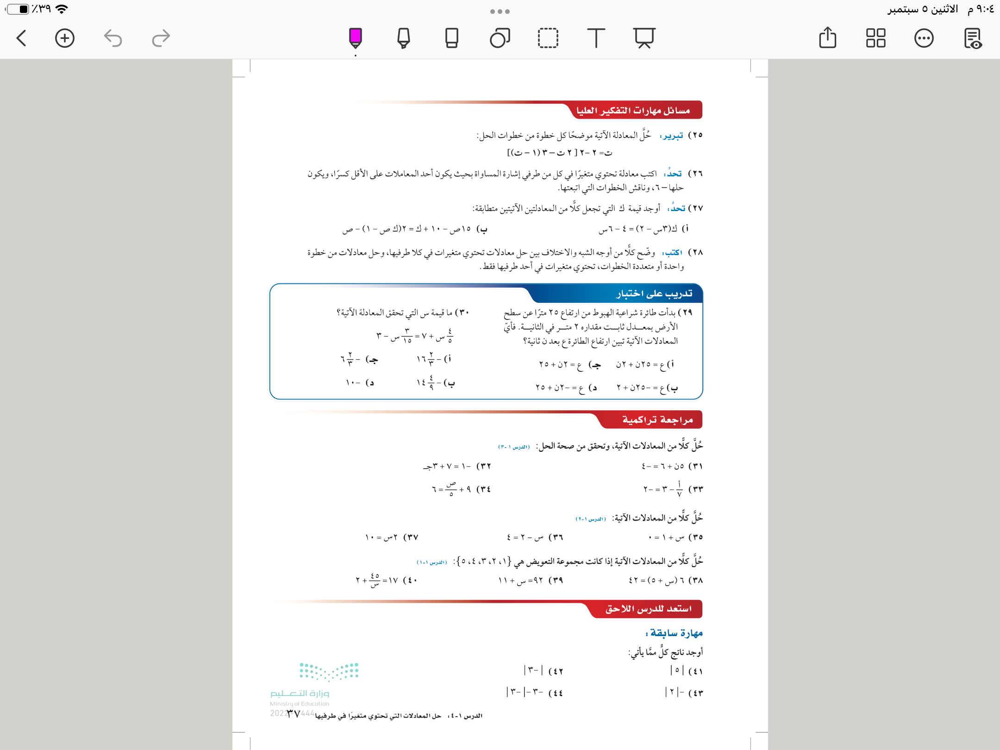 ٩:٠٤ م الاثنين ٥ سبتمبر
٪٣٩
مسائل مهارات التفكير العليا
٢٥) تبرير: حُلَّ المعادلة الآتية موضحًا كل خطوة من خطوات الحل:
ت= ٢ -٢ [ ٢ ت – ٣ (١ – ت)]
٢٦) تحدٍّ: اكتب معادلة تحتوي متغيرًا في كل من طرفي إشارة المساواة بحيث يكون أحد المعاملات على الأقل كسرًا، ويكون
حلها – ٦، وناقش الخطوات التي اتبعتها.
٢٧) تحدٍّ: أوجد قيمة ك التي تجعل كلًّا من المعادلتين الآتيتين متطابقة:
أ) ك(٣س – ٢) = ٤ – ٦س ب) ١٥ص – ١٠ + ك = ٢(ك ص – ١) – ص
٢٨) اكتب: وضّح كلًّا من أوجه الشبه والاختلاف بين حل معادلات تحتوي متغيرات في كلا طرفيها، وحل معادلات من خطوة
واحدة أو متعددة الخطوات، تحتوي متغيرات في أحد طرفيها فقط.
تدريب على اختبار
٢٩) بدأت طائرة شراعية الهبوط من ارتفاع ٢٥ مترًا عن سطح
الأرض بمعدل ثابت مقداره ٢ متر في الثانية. فأيّ
المعادلات الآتية تبين ارتفاع الطائرة ع بعد ن ثانية؟
أ) ع = ٢٥ن + ٢ن جـ) ع = ٢ن + ٢٥
ب) ع = –٢٥ن + ٢ د) ع = –٢ن + ٢٥
٣٠) ما قيمة س التي تحقق المعادلة الآتية؟
٤/٥ س + ٧ = ٣/١٥ س – ٣
أ) – ١٦ ٢/٣ جـ) – ٦ ٢/٣
ب) – ١٤ ٤/٩ د) –١٠
مراجعة تراكمية
حُلَّ كلًّا من المعادلات الآتية، وتحقق من صحة الحل: (الدرس ١-٣)
٣١) ٥ن + ٦ = –٤ ٣٢) –١ = ٧ + ٣جـ
٣٣) أ/٧ – ٣ = –٢ ٣٤) ٩ + ص/٥ = ٦
حُلَّ كلًّا من المعادلات الآتية: (الدرس ١-٢)
٣٥) س + ١ = ٠ ٣٦) س – ٢ = ٤ ٣٧) ٢س = ١٠
حُلَّ كلًّا من المعادلات الآتية إذا كانت مجموعة التعويض هي {١، ٢، ٣، ٤، ٥}: (الدرس ١-١)
٣٨) ٦ (س + ٥) = ٤٢ ٣٩) ٩٢ = س + ١١ ٤٠) ١٧ = ٤٥/س + ٢
استعد للدرس اللاحق
مهارة سابقة:
أوجد ناتج كلٍّ ممَّا يأتي:
٤١) |٥| ٤٢) |–٣|
٤٣) –|٢| ٤٤) –٣ –|–٣|
وزارة التعليم
Ministry of Education
2022 - 1444
الدرس ١-٤: حل المعادلات التي تحتوي متغيرًا في طرفيها ٣٧